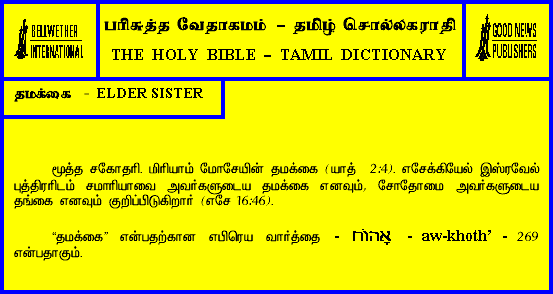 BELLWETHER
INTERNATIONAL
பரிசுத்த வேதாகமம் – தமிழ் சொல்லகராதி
THE HOLY BIBLE – TAMIL DICTIONARY
GOOD NEWS
PUBLISHERS
தமக்கை - ELDER SISTER
மூத்த சகோதரி. மிரியாம் மோசேயின் தமக்கை (யாத் 2:4). எசேக்கியேல் இஸ்ரவேல்
புத்திரரிடம் சமாரியாவை அவர்களுடைய தமக்கை எனவும், சோதோமை அவர்களுடைய
தங்கை எனவும் குறிப்பிடுகிறார் (எசே 16:46).
“தமக்கை” என்பதற்கான எபிரெய வார்த்தை - אָהוֹת - aw-khoth’ - 269
என்பதாகும்.